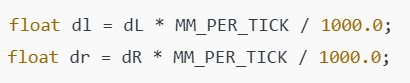 float dl = dL * MM_PER_TICK / 1000.0;
float dr = dR * MM_PER_TICK / 1000.0;